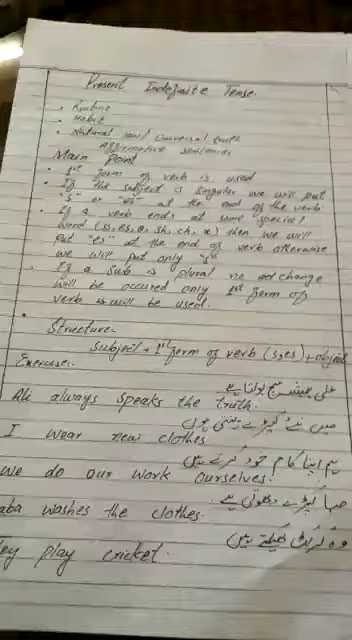 Present Indefinite Tense
• Routine
• Habit
• Natural and Universal truth
Affirmative sentences
Main Point
• 1st form of verb is used
• If the subject is singular we will put
"s" or "es" at the end of the verb
• If a verb ends at some special
word (ss, es, o, sh, ch, x) then we will
put "es" at the end of verb otherwise
we will put only "s"
• If a sub is plural no change
will be occured only 1st form of
verb is will be used.
Structure
Subject + 1st form of verb (s,es) + object
Exercise
علی ہمیشہ سچ بولتا ہے
Ali always speaks the truth.
میں نئے کپڑے پہنتی ہوں
I wear new clothes
ہم اپنا کام خود کرتے ہیں
we do our work ourselves.
صبا کپڑے دھوتی ہے
aba washes the clothes.
وہ کرکٹ کھیلتے ہیں
ey play cricket.